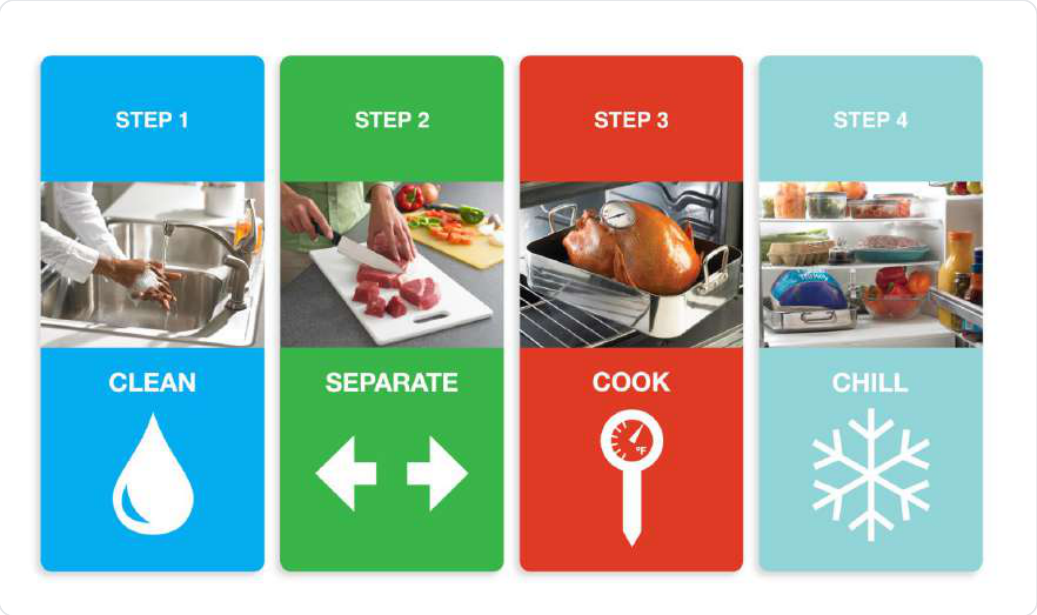 STEP 1
CLEAN
STEP 2
SEPARATE
STEP 3
COOK
°F
STEP 4
CHILL